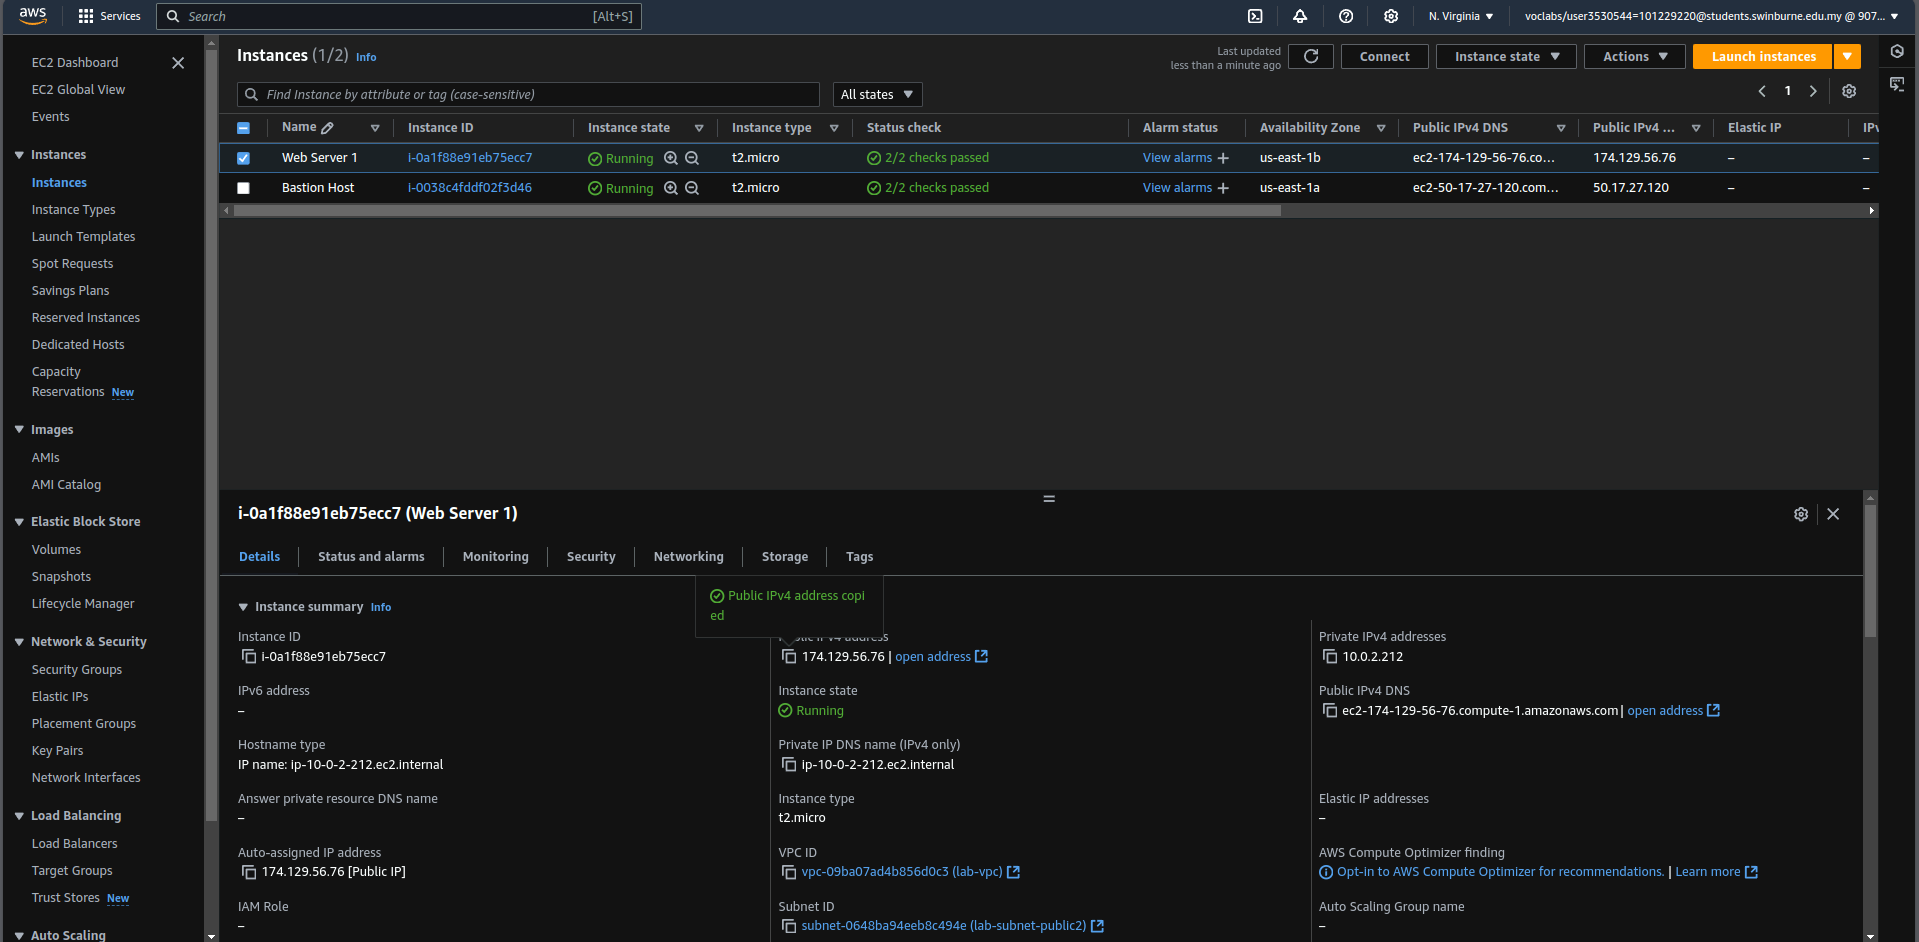 aws
Services
Search
[Alt+S]
N. Virginia
voclabs/user3530544=101229220@students.swinburne.edu.my @ 907...
EC2 Dashboard
EC2 Global View
Events
Instances
Instances
Instance Types
Launch Templates
Spot Requests
Savings Plans
Reserved Instances
Dedicated Hosts
Capacity
Reservations New
Images
AMIs
AMI Catalog
Elastic Block Store
Volumes
Snapshots
Lifecycle Manager
Network & Security
Security Groups
Elastic IPs
Placement Groups
Key Pairs
Network Interfaces
Load Balancing
Load Balancers
Target Groups
Trust Stores New
Auto Scaling
Instances (1/2) Info
Last updated
less than a minute ago
Connect
Instance state
Actions
Launch instances
Find Instance by attribute or tag (case-sensitive)
All states
1
Name Instance ID Instance state Instance type Status check Alarm status Availability Zone Public IPv4 DNS Public IPv4 ... Elastic IP IPv
Web Server 1 i-0a1f88e91eb75ecc7 Running t2.micro 2/2 checks passed View alarms + us-east-1b ec2-174-129-56-76.co... 174.129.56.76 – –
Bastion Host i-0038c4fddf02f3d46 Running t2.micro 2/2 checks passed View alarms + us-east-1a ec2-50-17-27-120.com... 50.17.27.120 – –
i-0a1f88e91eb75ecc7 (Web Server 1)
Details
Status and alarms
Monitoring
Security
Networking
Storage
Tags
Public IPv4 address copi
ed
Instance summary Info
Instance ID
i-0a1f88e91eb75ecc7
address
174.129.56.76 | open address
Private IPv4 addresses
10.0.2.212
IPv6 address
–
Instance state
Running
Public IPv4 DNS
ec2-174-129-56-76.compute-1.amazonaws.com | open address
Hostname type
IP name: ip-10-0-2-212.ec2.internal
Private IP DNS name (IPv4 only)
ip-10-0-2-212.ec2.internal
Answer private resource DNS name
–
Instance type
t2.micro
Elastic IP addresses
–
Auto-assigned IP address
174.129.56.76 [Public IP]
VPC ID
vpc-09ba07ad4b856d0c3 (lab-vpc)
AWS Compute Optimizer finding
Opt-in to AWS Compute Optimizer for recommendations. | Learn more
IAM Role
–
Subnet ID
subnet-0648ba94eeb8c494e (lab-subnet-public2)
Auto Scaling Group name
–